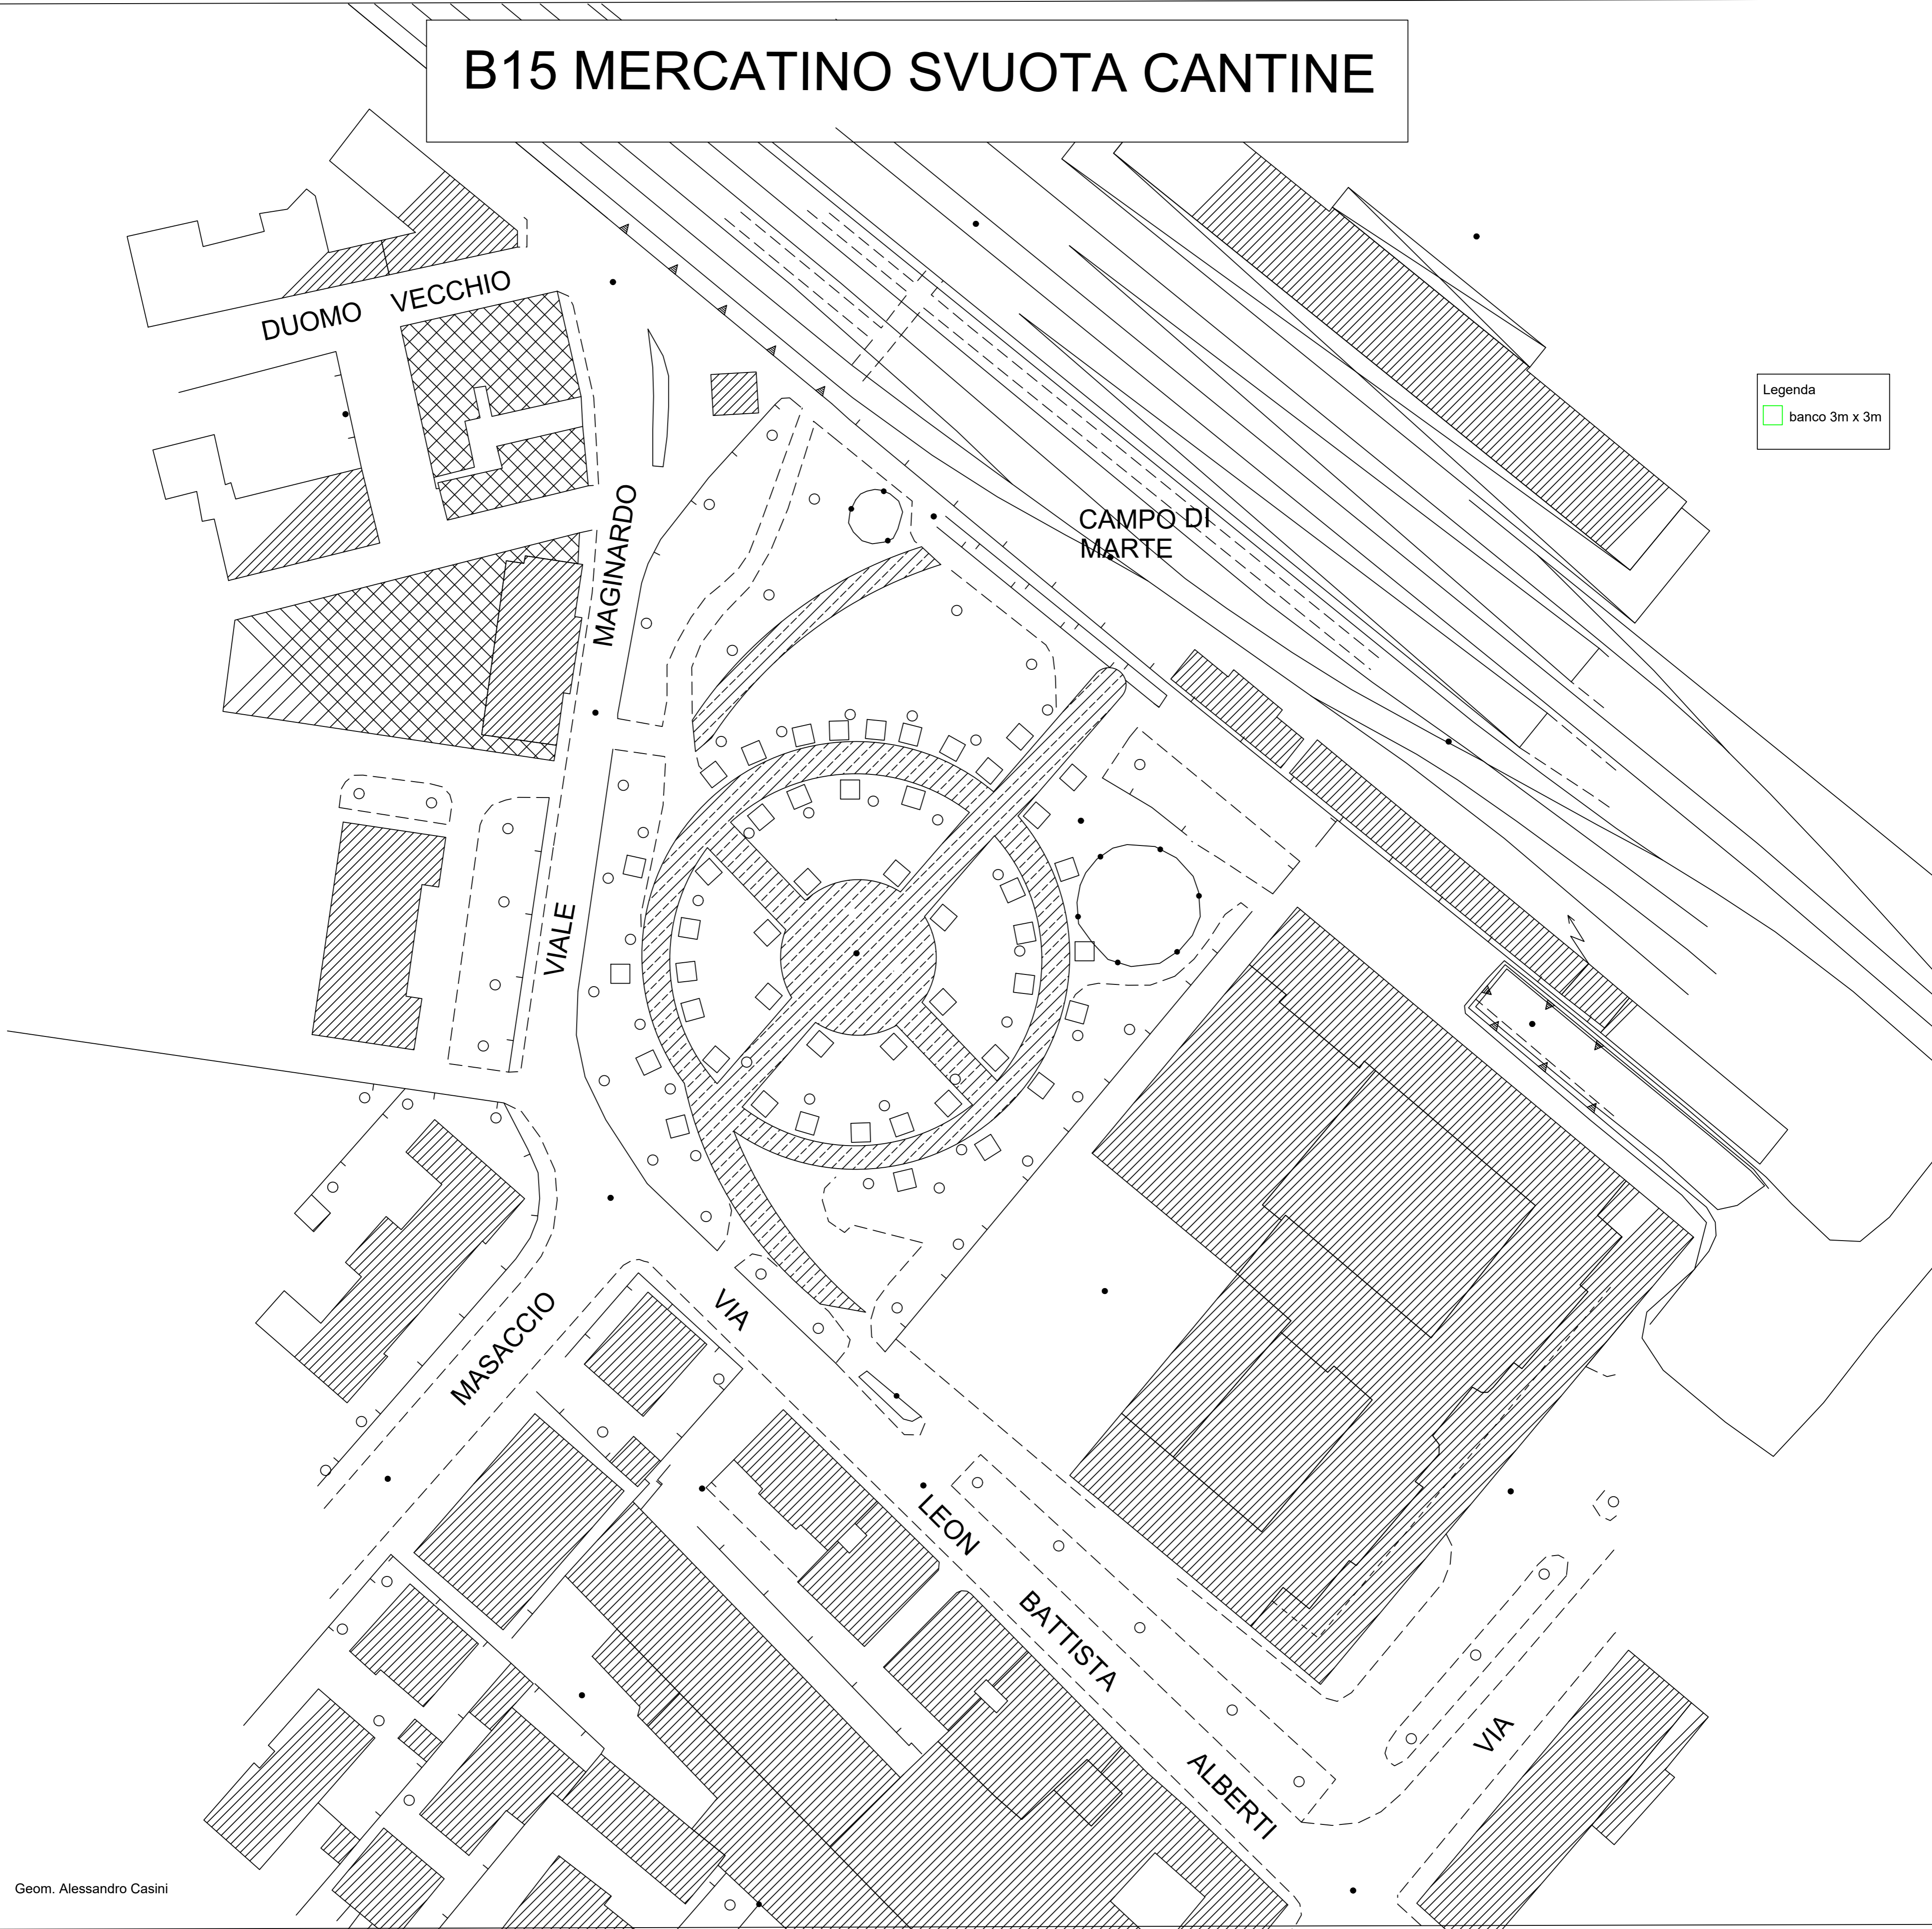 B15 MERCATINO SVUOTA CANTINE
DUOMO VECCHIO
Legenda
banco 3m x 3m
CAMPO DI
MARTE
VIALE MAGINARDO
MASACCIO
VIA
LEON
BATTISTA
ALBERTI
VIA
Geom. Alessandro Casini